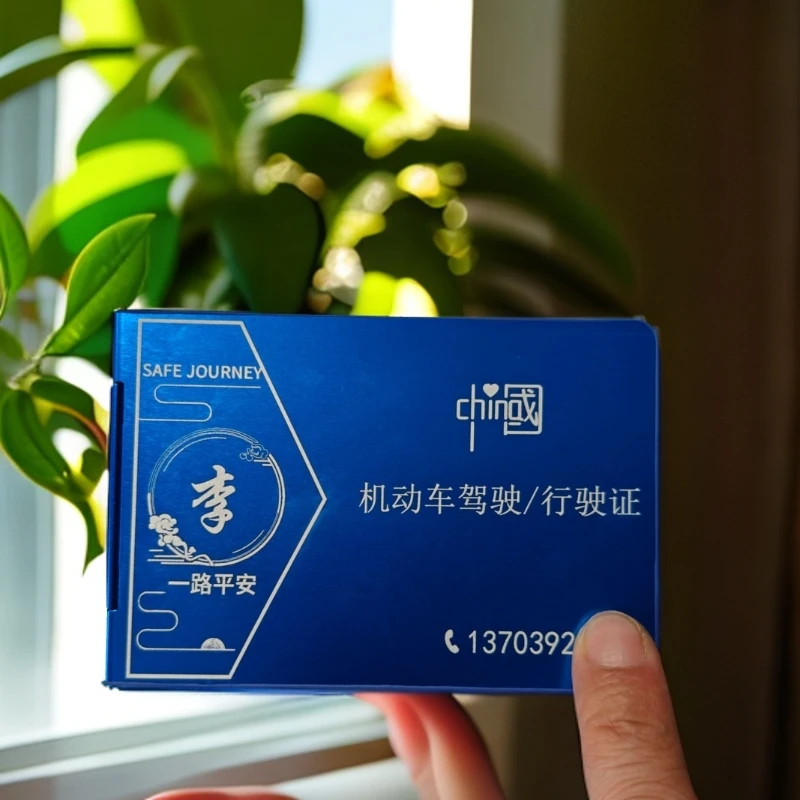 SAFE JOURNEY
李
一路平安
chin国
机动车驾驶/行驶证
1370392